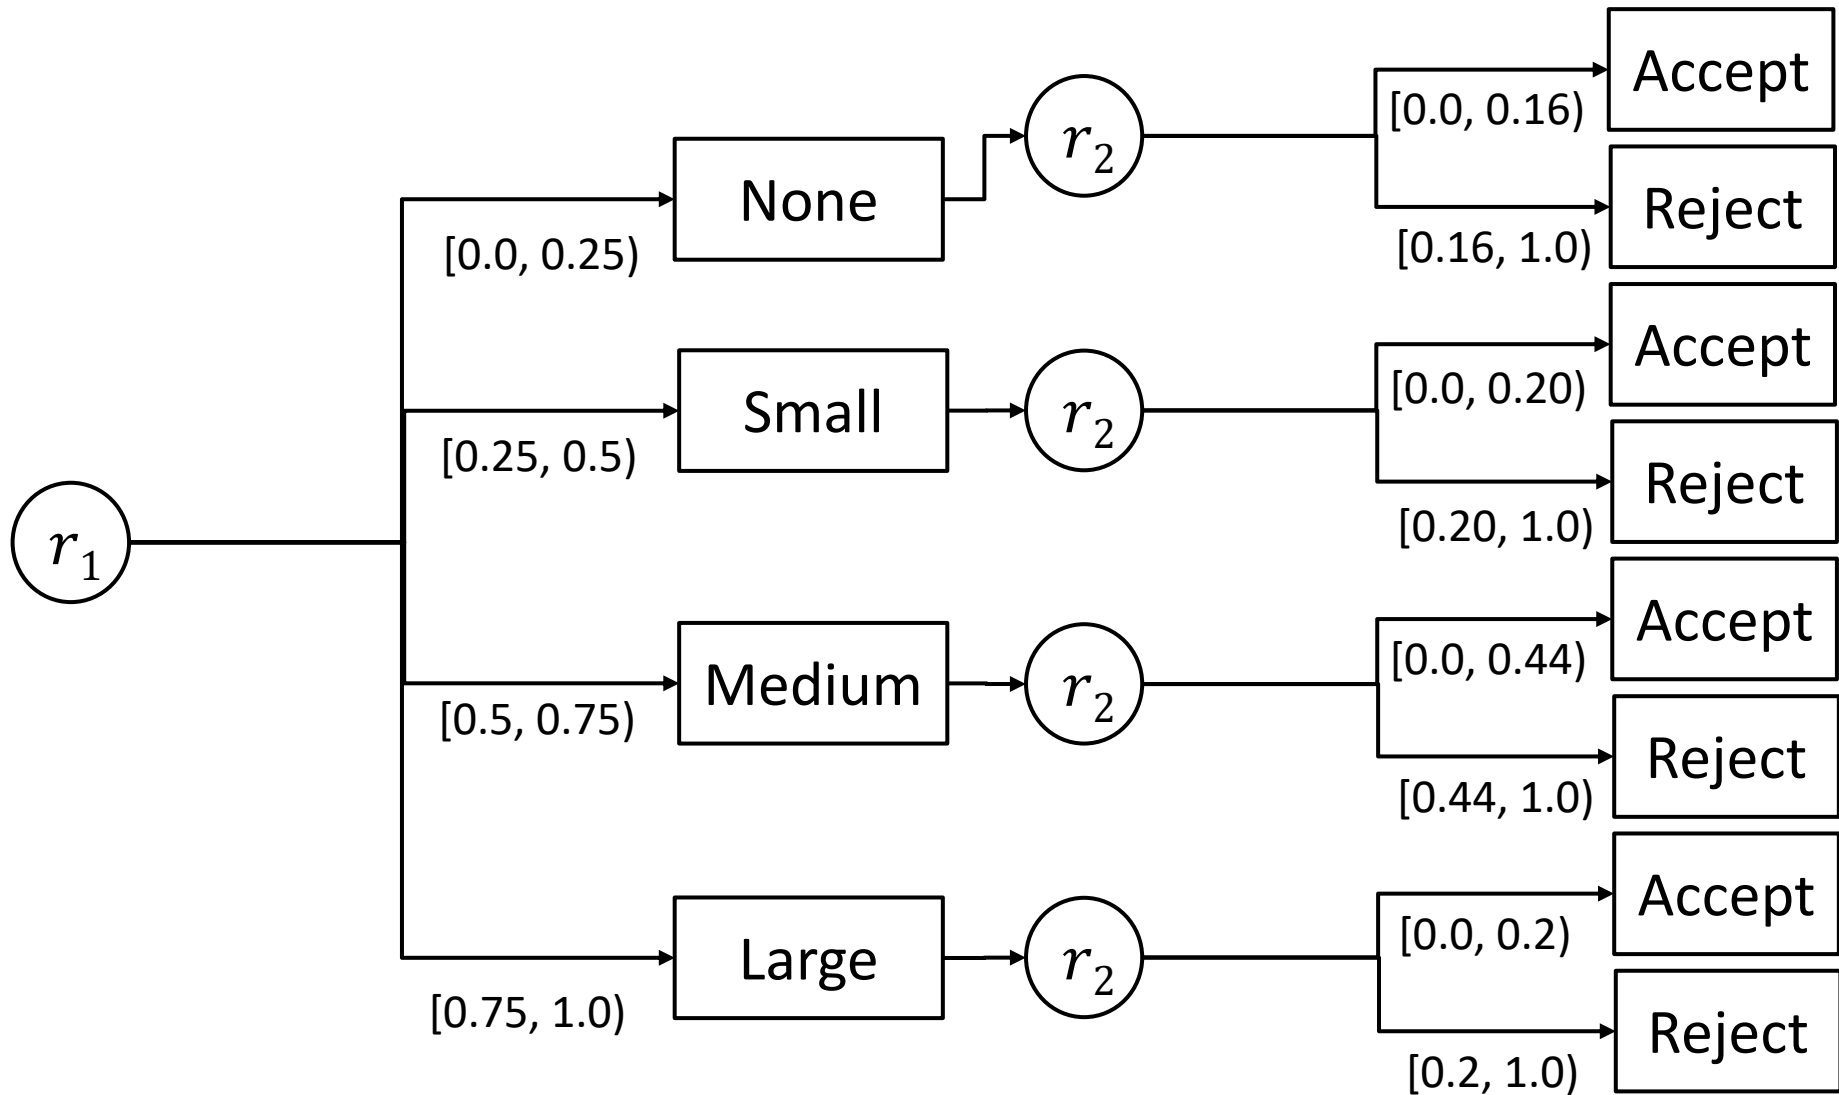 r1
[0.0, 0.25)
None
r2
[0.0, 0.16)
Accept
[0.16, 1.0)
Reject
[0.25, 0.5)
Small
r2
[0.0, 0.20)
Accept
[0.20, 1.0)
Reject
[0.5, 0.75)
Medium
r2
[0.0, 0.44)
Accept
[0.44, 1.0)
Reject
[0.75, 1.0)
Large
r2
[0.0, 0.2)
Accept
[0.2, 1.0)
Reject